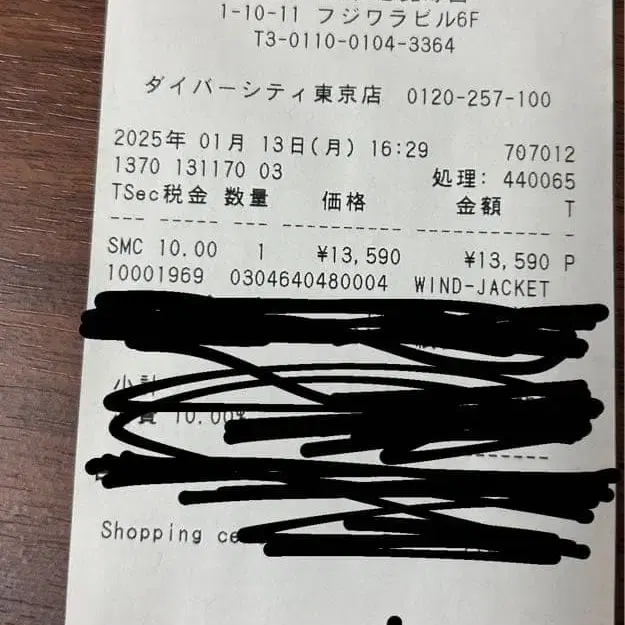 1-10-11 フジワラビル6F
T3-0110-0104-3364
ダイバーシティ東京店 0120-257-100
2025年 01月 13日(月) 16:29 707012
1370 131170 03 処理: 440065
TSec税金 数量 価格 金額 T
--- ----- --- ----------- ----------- -
SMC 10.00 1 ¥13,590 ¥13,590 P
10001969 0304640480004 WIND-JACKET
小計
10.00%
Shopping